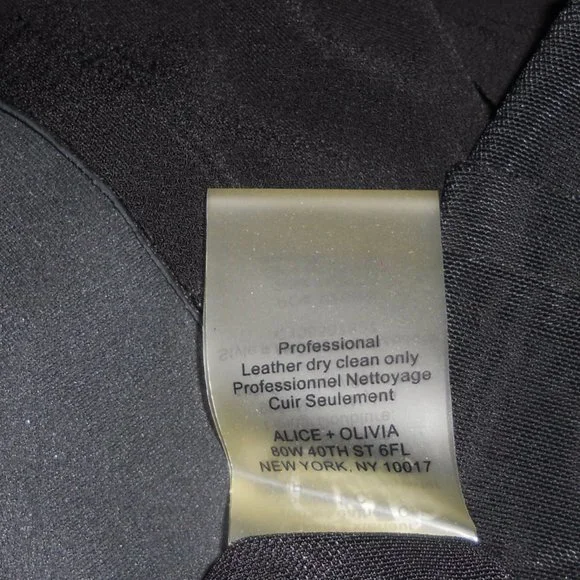 Professional
Leather dry clean only
Professionnel Nettoyage
Cuir Seulement
ALICE + OLIVIA
80W 40TH ST 6FL
NEW YORK, NY 10017